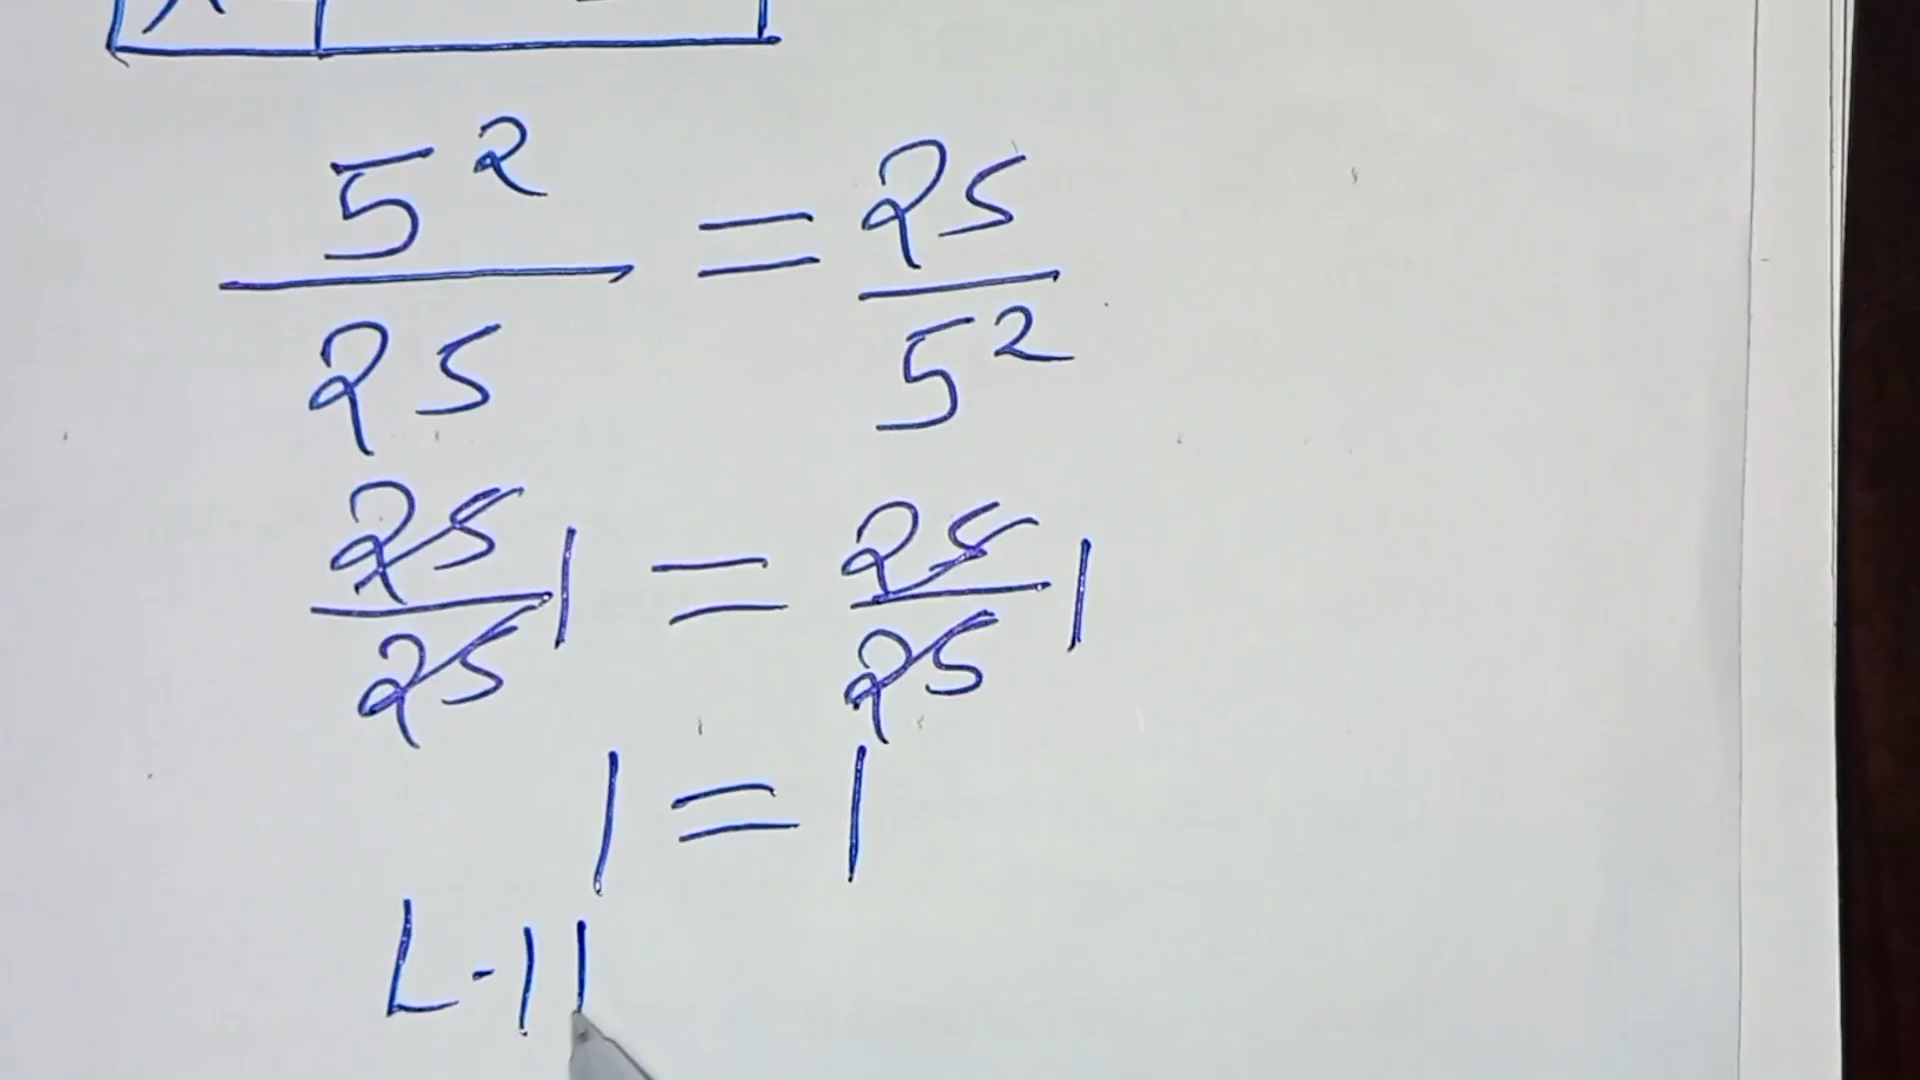 5² / 25 = 25 / 5²
25 / 25 1 = 25 / 25 1
1 = 1
L-11